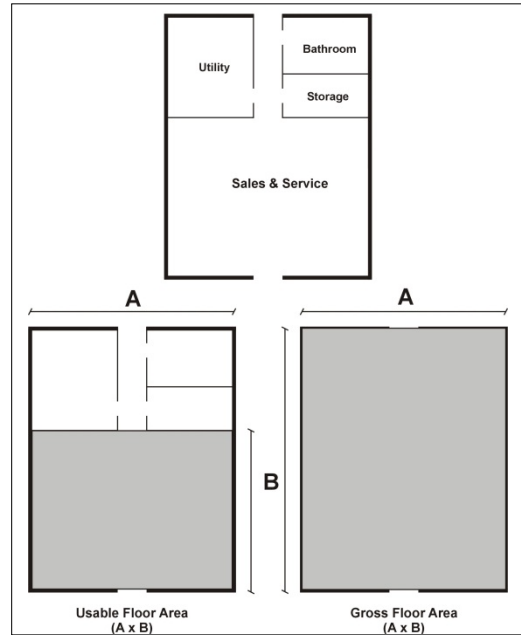 Utility
Bathroom
Storage
Sales & Service
A
A
B
Usable Floor Area
(A x B)
Gross Floor Area
(A x B)